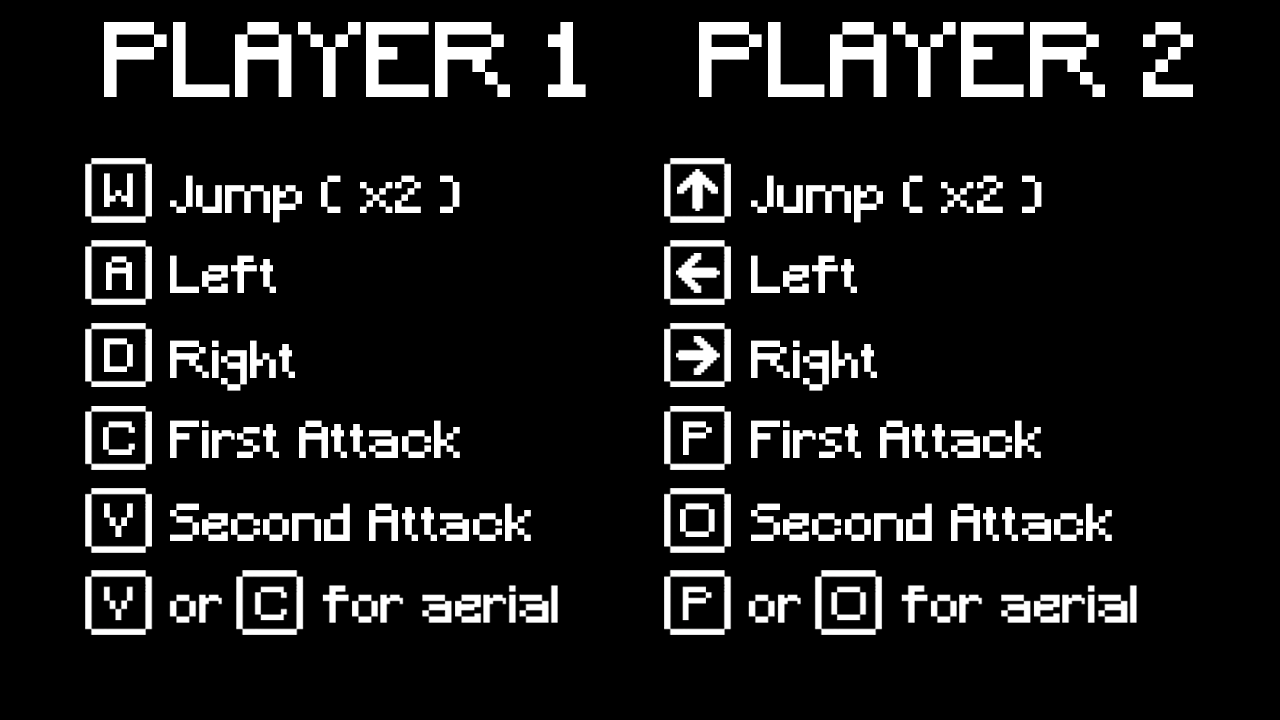 PLAYER 1
W Jump ( x2 )
A Left
D Right
C First Attack
V Second Attack
V or C for aerial
PLAYER 2
↑ Jump ( x2 )
← Left
→ Right
P First Attack
O Second Attack
P or O for aerial